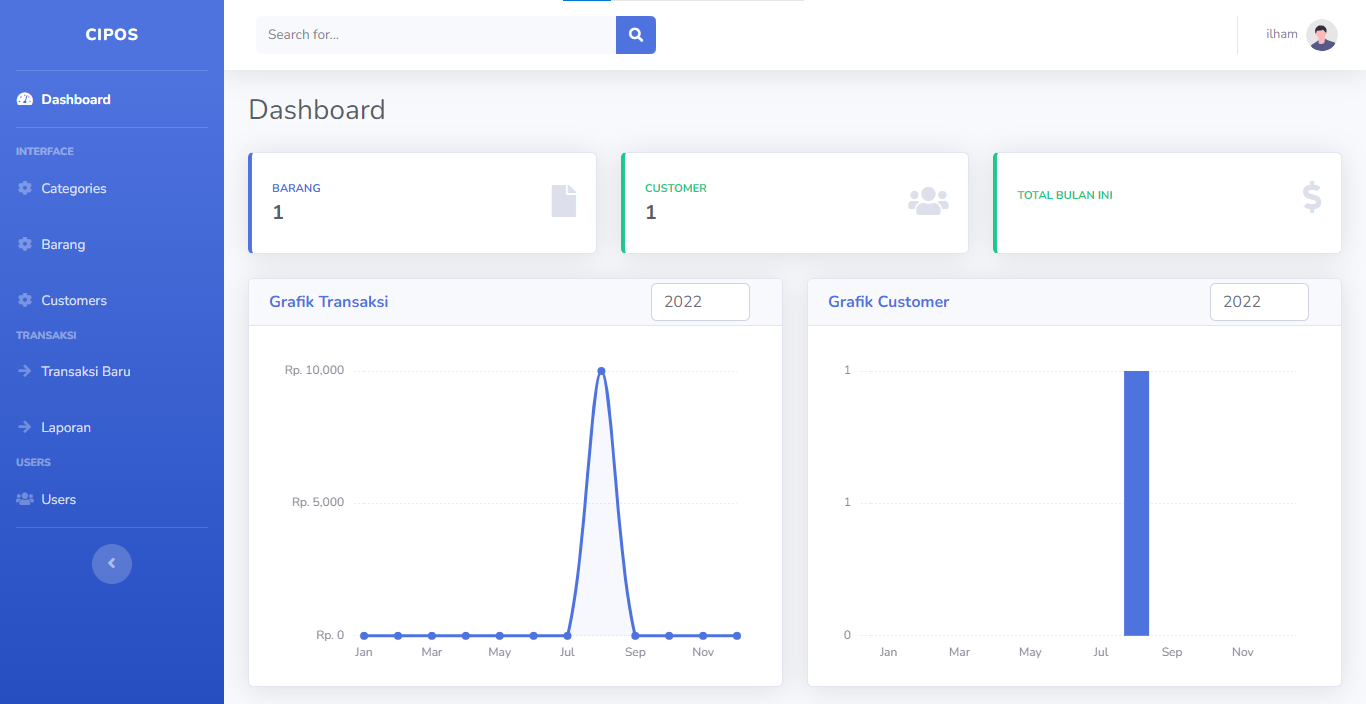 CIPOS
Search for...
ilham
Dashboard
INTERFACE
Categories
Barang
Customers
TRANSAKSI
Transaksi Baru
Laporan
USERS
Users
Dashboard
BARANG
1
CUSTOMER
1
TOTAL BULAN INI
Grafik Transaksi
2022
Rp. 10,000
Rp. 5,000
Rp. 0
Jan Mar May Jul Sep Nov
Grafik Customer
2022
1
1
0
Jan Mar May Jul Sep Nov